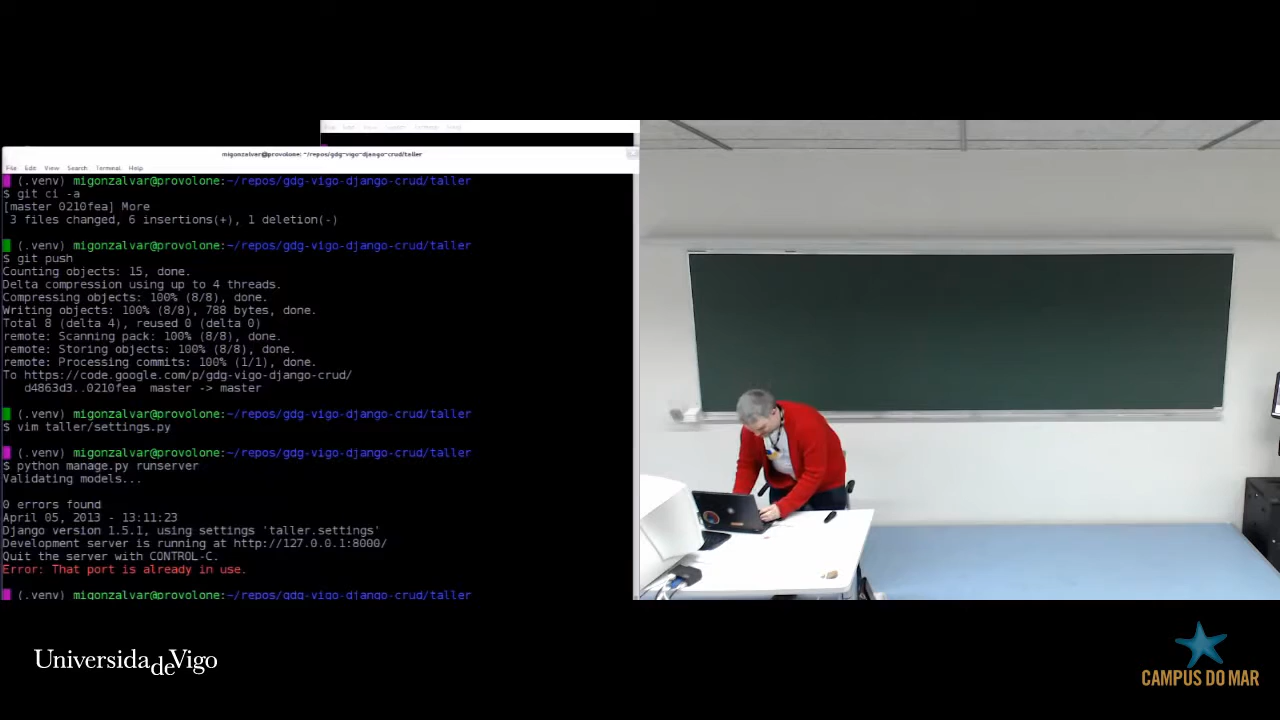 migonzalvar@provolone: ~/repos/gdg-vigo-django-crud/taller
File Edit View Search Terminal Help
(.venv) migonzalvar@provolone:~/repos/gdg-vigo-django-crud/taller
$ git ci -a
[master 0210fea] More
3 files changed, 6 insertions(+), 1 deletion(-)
(.venv) migonzalvar@provolone:~/repos/gdg-vigo-django-crud/taller
$ git push
Counting objects: 15, done.
Delta compression using up to 4 threads.
Compressing objects: 100% (8/8), done.
Writing objects: 100% (8/8), 788 bytes, done.
Total 8 (delta 4), reused 0 (delta 0)
remote: Scanning pack: 100% (8/8), done.
remote: Storing objects: 100% (8/8), done.
remote: Processing commits: 100% (1/1), done.
To https://code.google.com/p/gdg-vigo-django-crud/
d4863d3..0210fea master -> master
(.venv) migonzalvar@provolone:~/repos/gdg-vigo-django-crud/taller
$ vim taller/settings.py
(.venv) migonzalvar@provolone:~/repos/gdg-vigo-django-crud/taller
$ python manage.py runserver
Validating models...
0 errors found
April 05, 2013 - 13:11:23
Django version 1.5.1, using settings 'taller.settings'
Development server is running at http://127.0.0.1:8000/
Quit the server with CONTROL-C.
Error: That port is already in use.
(.venv) migonzalvar@provolone:~/repos/gdg-vigo-django-crud/taller
UniversidadeVigo
CAMPUS DO MAR